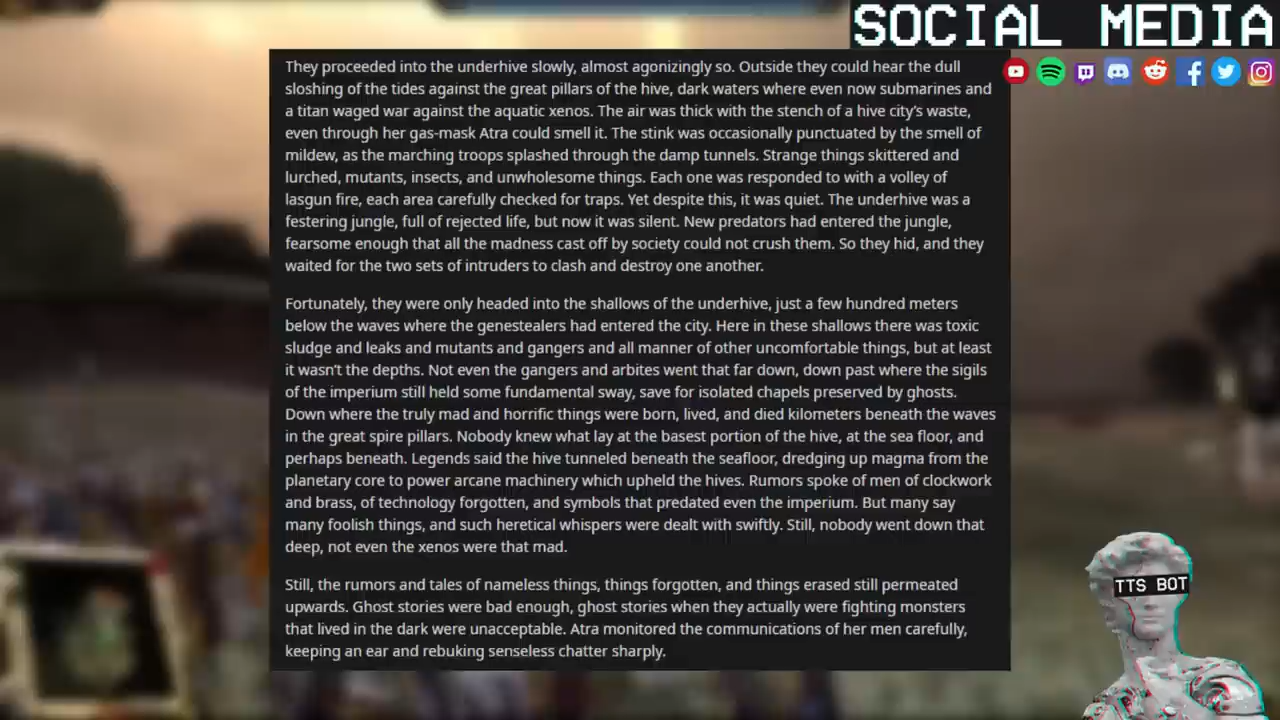 SOCIAL MEDIA
They proceeded into the underhive slowly, almost agonizingly so. Outside they could hear the dull
sloshing of the tides against the great pillars of the hive, dark waters where even now submarines and
a titan waged war against the aquatic xenos. The air was thick with the stench of a hive city's waste,
even through her gas-mask Atra could smell it. The stink was occasionally punctuated by the smell of
mildew, as the marching troops splashed through the damp tunnels. Strange things skittered and
lurched, mutants, insects, and unwholesome things. Each one was responded to with a volley of
lasgun fire, each area carefully checked for traps. Yet despite this, it was quiet. The underhive was a
festering jungle, full of rejected life, but now it was silent. New predators had entered the jungle,
fearsome enough that all the madness cast off by society could not crush them. So they hid, and they
waited for the two sets of intruders to clash and destroy one another.
Fortunately, they were only headed into the shallows of the underhive, just a few hundred meters
below the waves where the genestealers had entered the city. Here in these shallows there was toxic
sludge and leaks and mutants and gangers and all manner of other uncomfortable things, but at least
it wasn't the depths. Not even the gangers and arbites went that far down, down past where the sigils
of the imperium still held some fundamental sway, save for isolated chapels preserved by ghosts.
Down where the truly mad and horrific things were born, lived, and died kilometers beneath the waves
in the great spire pillars. Nobody knew what lay at the basest portion of the hive, at the sea floor, and
perhaps beneath. Legends said the hive tunneled beneath the seafloor, dredging up magma from the
planetary core to power arcane machinery which upheld the hives. Rumors spoke of men of clockwork
and brass, of technology forgotten, and symbols that predated even the imperium. But many say
many foolish things, and such heretical whispers were dealt with swiftly. Still, nobody went down that
deep, not even the xenos were that mad.
Still, the rumors and tales of nameless things, things forgotten, and things erased still permeated
upwards. Ghost stories were bad enough, ghost stories when they actually were fighting monsters
that lived in the dark were unacceptable. Atra monitored the communications of her men carefully,
keeping an ear and rebuking senseless chatter sharply.
TTS BOT